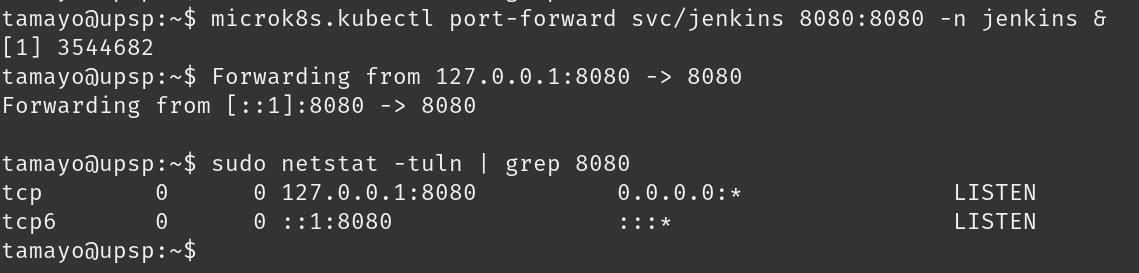 tamayo@upsp:~$ microk8s.kubectl port-forward svc/jenkins 8080:8080 -n jenkins &
[1] 3544682
tamayo@upsp:~$ Forwarding from 127.0.0.1:8080 -> 8080
Forwarding from [::1]:8080 -> 8080
tamayo@upsp:~$ sudo netstat -tuln | grep 8080
tcp        0      0 127.0.0.1:8080          0.0.0.0:*               LISTEN
tcp6       0      0 ::1:8080                :::*                    LISTEN
tamayo@upsp:~$